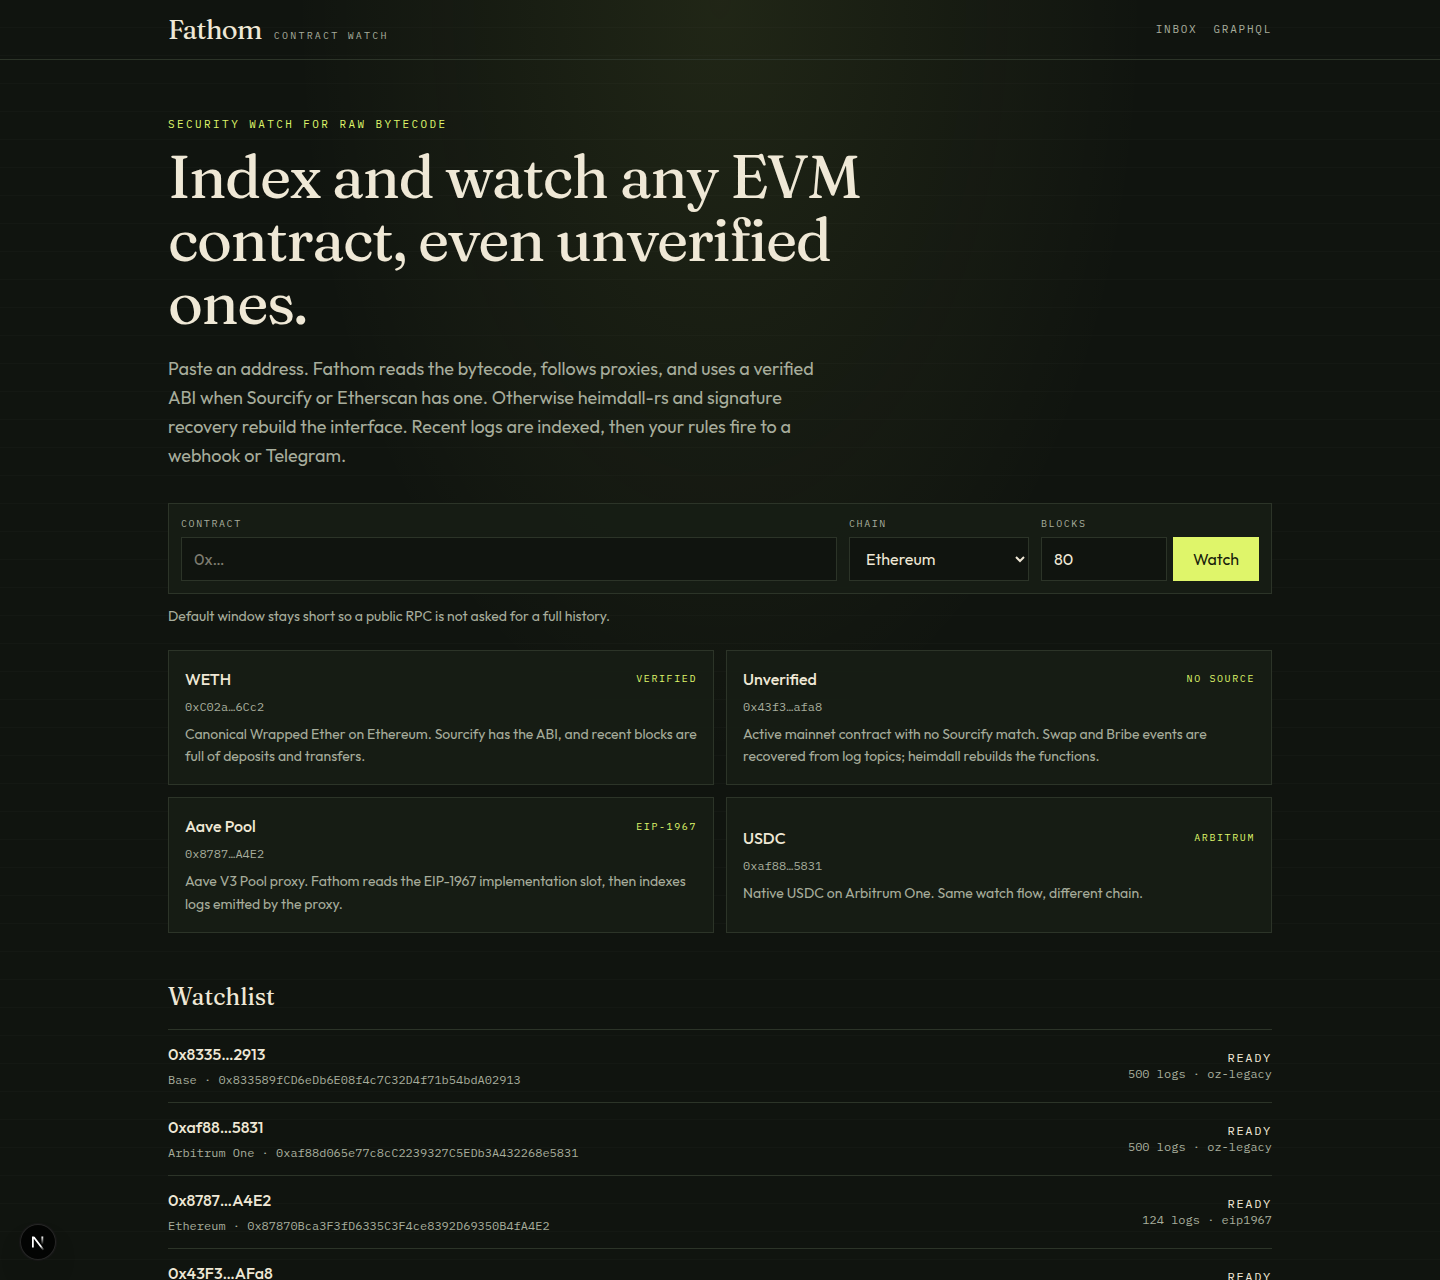 Fathom CONTRACT WATCH
INBOX GRAPHQL
SECURITY WATCH FOR RAW BYTECODE
Index and watch any EVM
contract, even unverified
ones.
Paste an address. Fathom reads the bytecode, follows proxies, and uses a verified
ABI when Sourcify or Etherscan has one. Otherwise heimdall-rs and signature
recovery rebuild the interface. Recent logs are indexed, then your rules fire to a
webhook or Telegram.
CONTRACT
CHAIN
BLOCKS
0x...
Ethereum
80
Watch
Default window stays short so a public RPC is not asked for a full history.
WETH
VERIFIED
0xC02a…6Cc2
Canonical Wrapped Ether on Ethereum. Sourcify has the ABI, and recent blocks are
full of deposits and transfers.
Unverified
NO SOURCE
0x43f3…afa8
Active mainnet contract with no Sourcify match. Swap and Bribe events are
recovered from log topics; heimdall rebuilds the functions.
Aave Pool
EIP-1967
0x8787…A4E2
Aave V3 Pool proxy. Fathom reads the EIP-1967 implementation slot, then indexes
logs emitted by the proxy.
USDC
ARBITRUM
0xaf88…5831
Native USDC on Arbitrum One. Same watch flow, different chain.
Watchlist
0x8335…2913
READY
Base · 0x833589fCD6eDb6E08f4c7C32D4f71b54bdA02913
500 logs · oz-legacy
0xaf88…5831
READY
Arbitrum One · 0xaf88d065e77c8cC2239327C5EDb3A432268e5831
500 logs · oz-legacy
0x8787…A4E2
READY
Ethereum · 0x87870Bca3F3fD6335C3F4ce8392D69350B4fA4E2
124 logs · eip1967
0x43F3…AFa8
READY
N